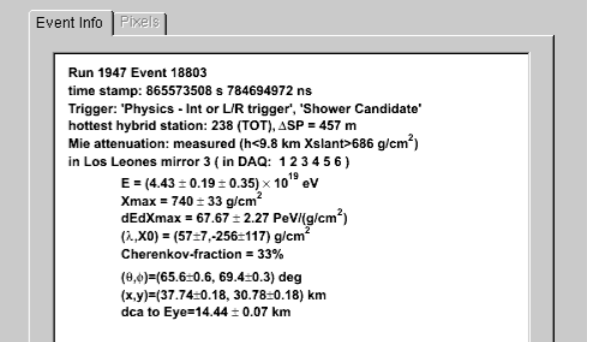 Event Info Pixels
Run 1947 Event 18803
time stamp: 865573508 s 784694972 ns
Trigger: 'Physics - Int or L/R trigger', 'Shower Candidate'
hottest hybrid station: 238 (TOT), ΔSP = 457 m
Mie attenuation: measured (h<9.8 km Xslant>686 g/cm²)
in Los Leones mirror 3 ( in DAQ: 1 2 3 4 5 6 )
E = (4.43 ± 0.19 ± 0.35) × 10¹⁹ eV
Xmax = 740 ± 33 g/cm²
dEdXmax = 67.67 ± 2.27 PeV/(g/cm²)
(λ,X0) = (57±7,-256±117) g/cm²
Cherenkov-fraction = 33%
(θ,φ)=(65.6±0.6, 69.4±0.3) deg
(x,y)=(37.74±0.18, 30.78±0.18) km
dca to Eye=14.44 ± 0.07 km